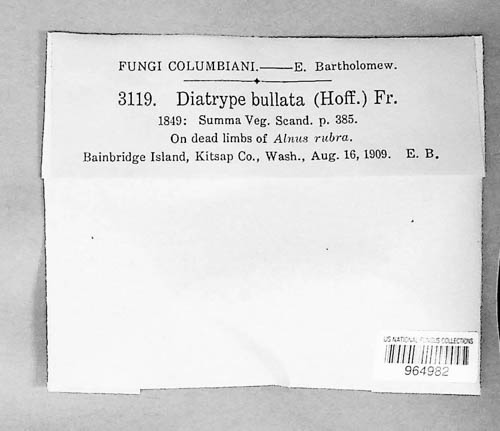 FUNGI COLUMBIANI.——E. Bartholomew.
3119. Diatrype bullata (Hoff.) Fr.
1849: Summa Veg. Scand. p. 385.
On dead limbs of Alnus rubra.
Bainbridge Island, Kitsap Co., Wash., Aug. 16, 1909. E. B.
US NATIONAL FUNGUS COLLECTIONS
964982